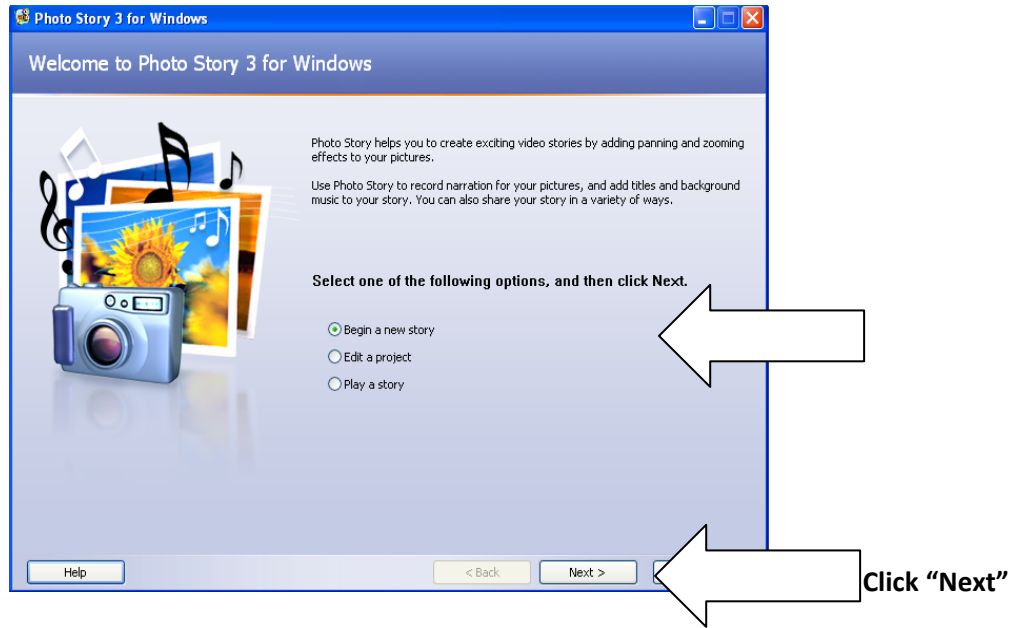 Photo Story 3 for Windows
Welcome to Photo Story 3 for Windows
Photo Story helps you to create exciting video stories by adding panning and zooming
effects to your pictures.
Use Photo Story to record narration for your pictures, and add titles and background
music to your story. You can also share your story in a variety of ways.
Select one of the following options, and then click Next.
Begin a new story
Edit a project
Play a story
Help
< Back
Next >
Click “Next”